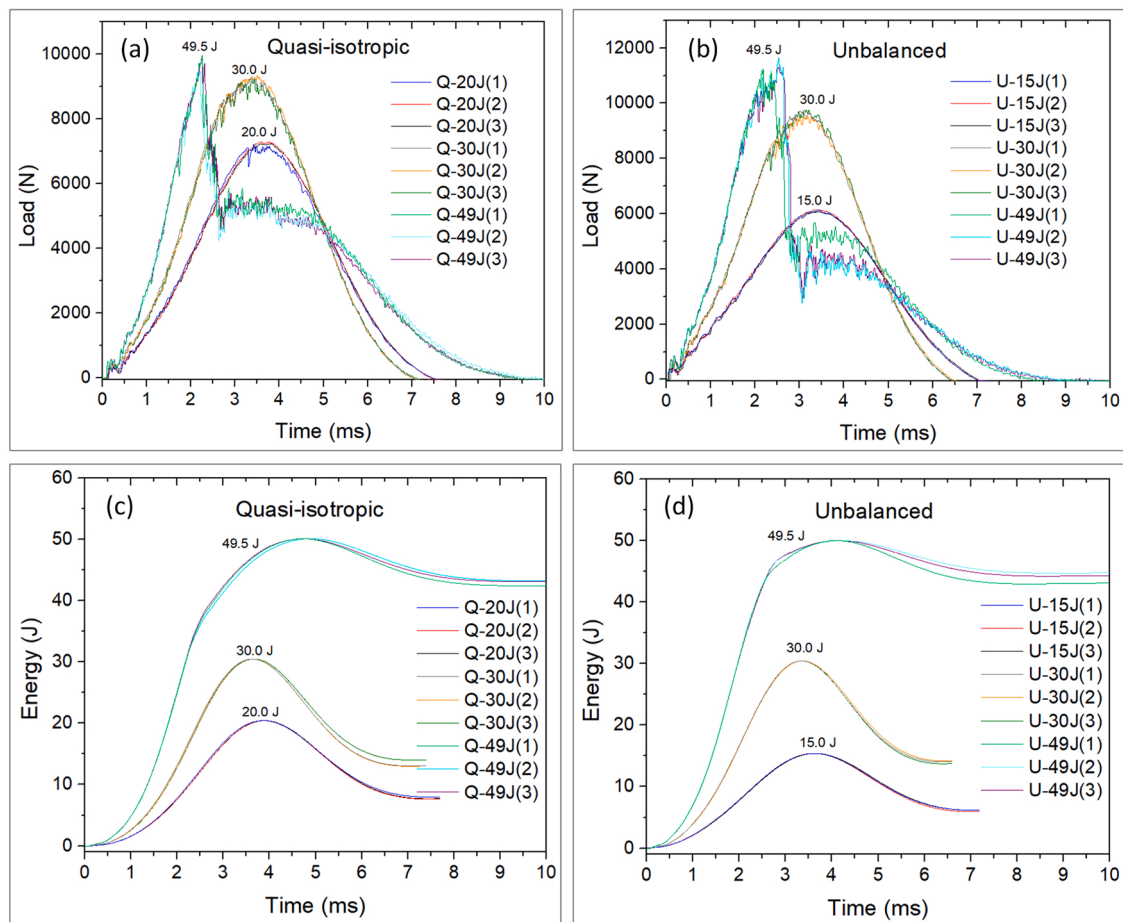 (a)
Quasi-isotropic
49.5 J
30.0 J
20.0 J
Q-20J(1)
Q-20J(2)
Q-20J(3)
Q-30J(1)
Q-30J(2)
Q-30J(3)
Q-49J(1)
Q-49J(2)
Q-49J(3)
Load (N)
10000
8000
6000
4000
2000
0
0 1 2 3 4 5 6 7 8 9 10
Time (ms)
(b)
Unbalanced
49.5 J
30.0 J
15.0 J
U-15J(1)
U-15J(2)
U-15J(3)
U-30J(1)
U-30J(2)
U-30J(3)
U-49J(1)
U-49J(2)
U-49J(3)
Load (N)
12000
10000
8000
6000
4000
2000
0
0 1 2 3 4 5 6 7 8 9 10
Time (ms)
(c)
Quasi-isotropic
49.5 J
30.0 J
20.0 J
Q-20J(1)
Q-20J(2)
Q-20J(3)
Q-30J(1)
Q-30J(2)
Q-30J(3)
Q-49J(1)
Q-49J(2)
Q-49J(3)
Energy (J)
60
50
40
30
20
10
0
0 1 2 3 4 5 6 7 8 9 10
Time (ms)
(d)
Unbalanced
49.5 J
30.0 J
15.0 J
U-15J(1)
U-15J(2)
U-15J(3)
U-30J(1)
U-30J(2)
U-30J(3)
U-49J(1)
U-49J(2)
U-49J(3)
Energy (J)
60
50
40
30
20
10
0
0 1 2 3 4 5 6 7 8 9 10
Time (ms)